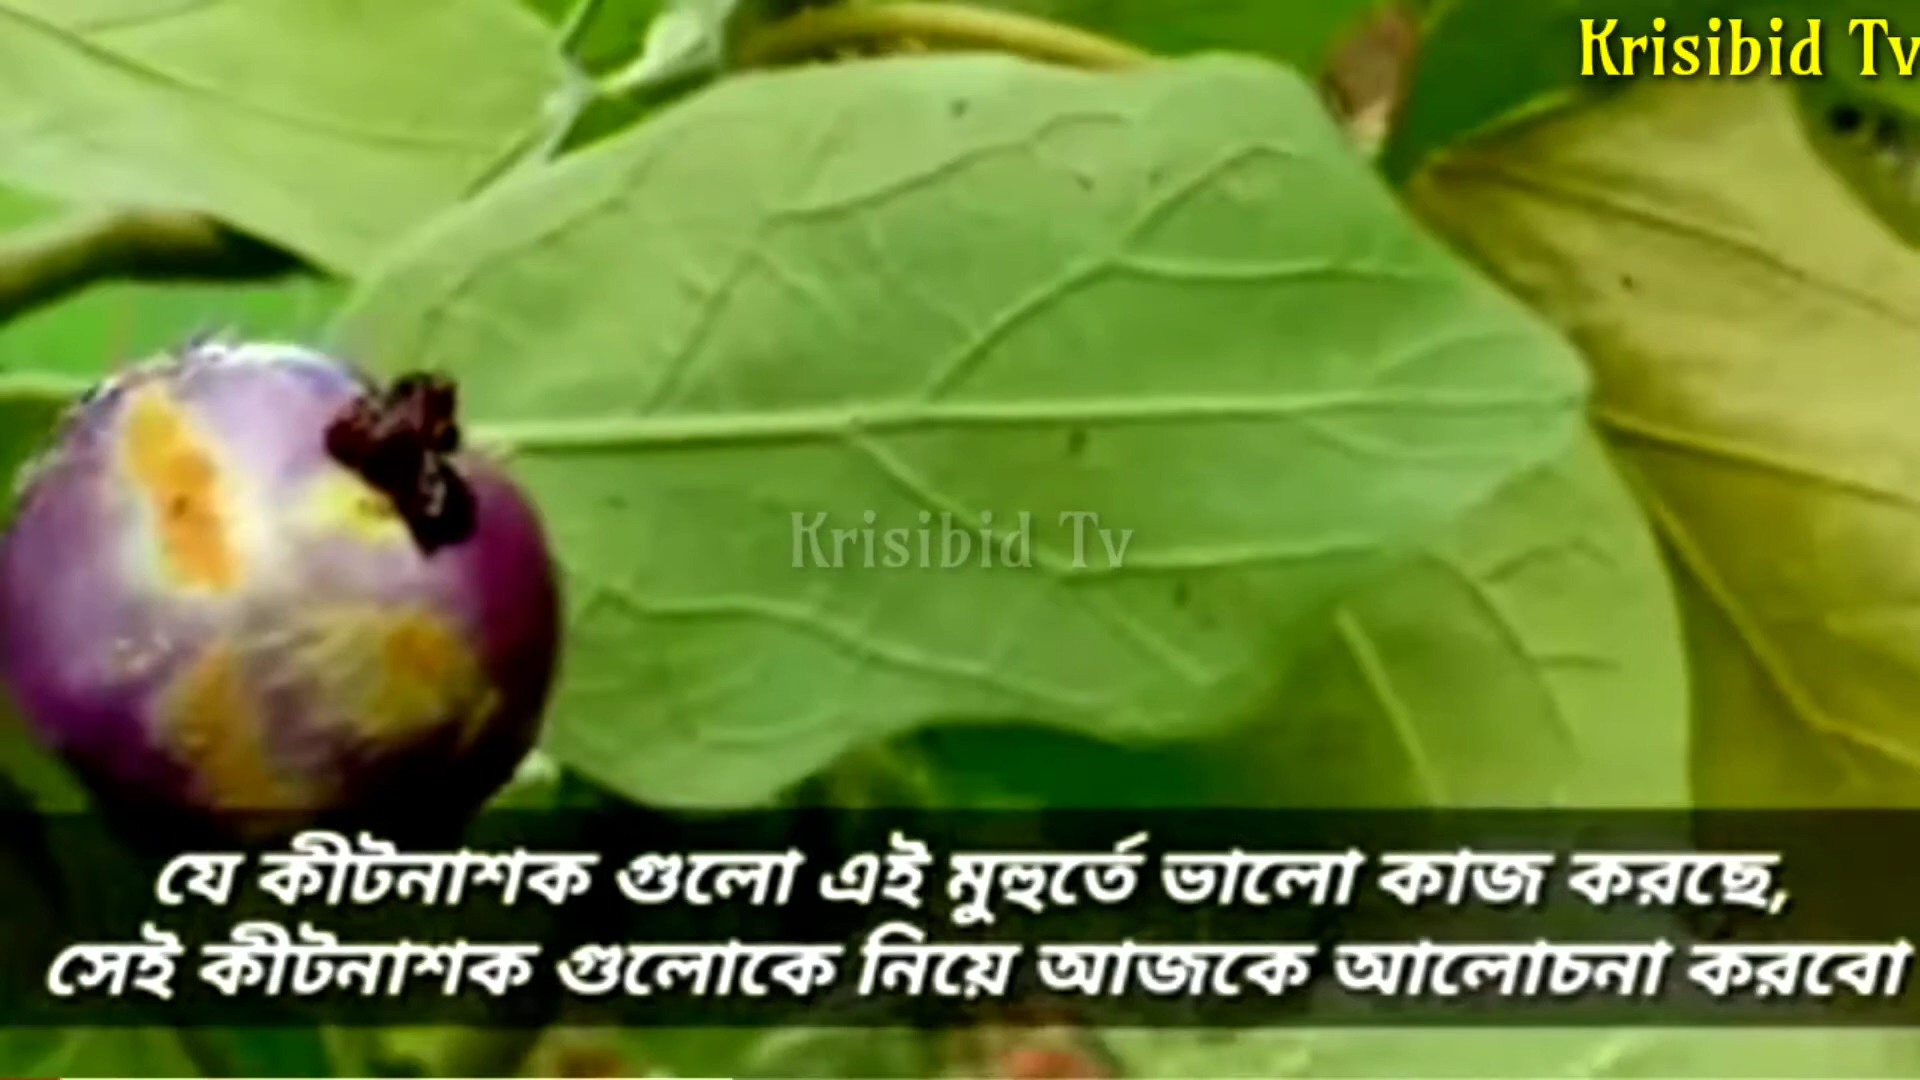 Krisibid Tv
Krisibid Tv
যে কীটনাশক গুলো এই মুহুর্তে ভালো কাজ করছে,
সেই কীটনাশক গুলোকে নিয়ে আজকে আলোচনা করবো